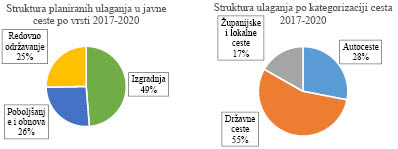 Struktura planiranih ulaganja u javne
ceste po vrsti 2017-2020
Redovno
održavanje
25%
Izgradnja
49%
Poboljšanj
e i obnova
26%
Struktura ulaganja po kategorizaciji cesta
2017-2020
Županijske
i lokalne
ceste
17%
Autoceste
28%
Državne
ceste
55%